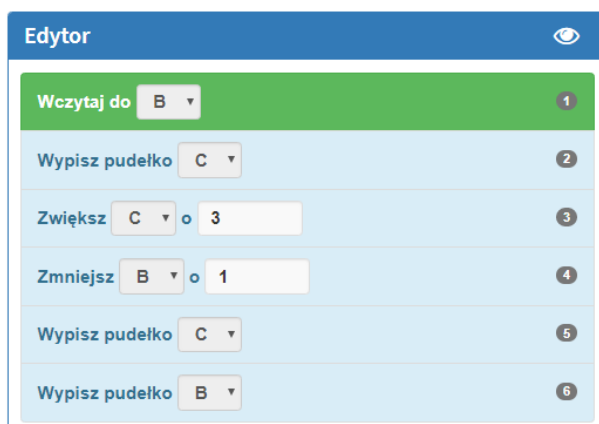 Edytor
Wczytaj do B 1
Wypisz pudełko C 2
Zwiększ C o 3 3
Zmniejsz B o 1 4
Wypisz pudełko C 5
Wypisz pudełko B 6